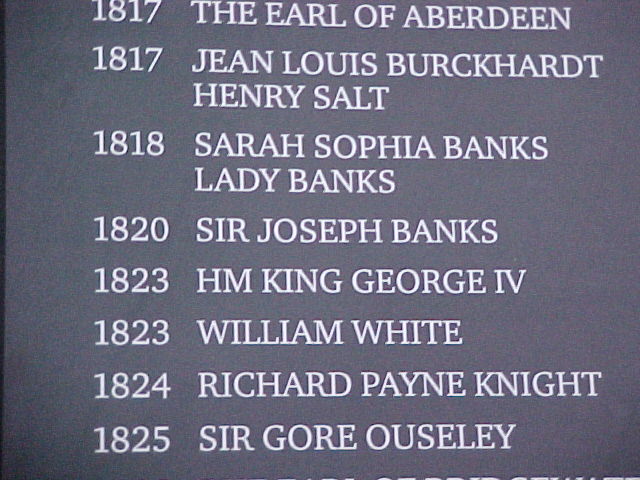 1817 THE EARL OF ABERDEEN
1817 JEAN LOUIS BURCKHARDT
HENRY SALT
1818 SARAH SOPHIA BANKS
LADY BANKS
1820 SIR JOSEPH BANKS
1823 HM KING GEORGE IV
1823 WILLIAM WHITE
1824 RICHARD PAYNE KNIGHT
1825 SIR GORE OUSELEY